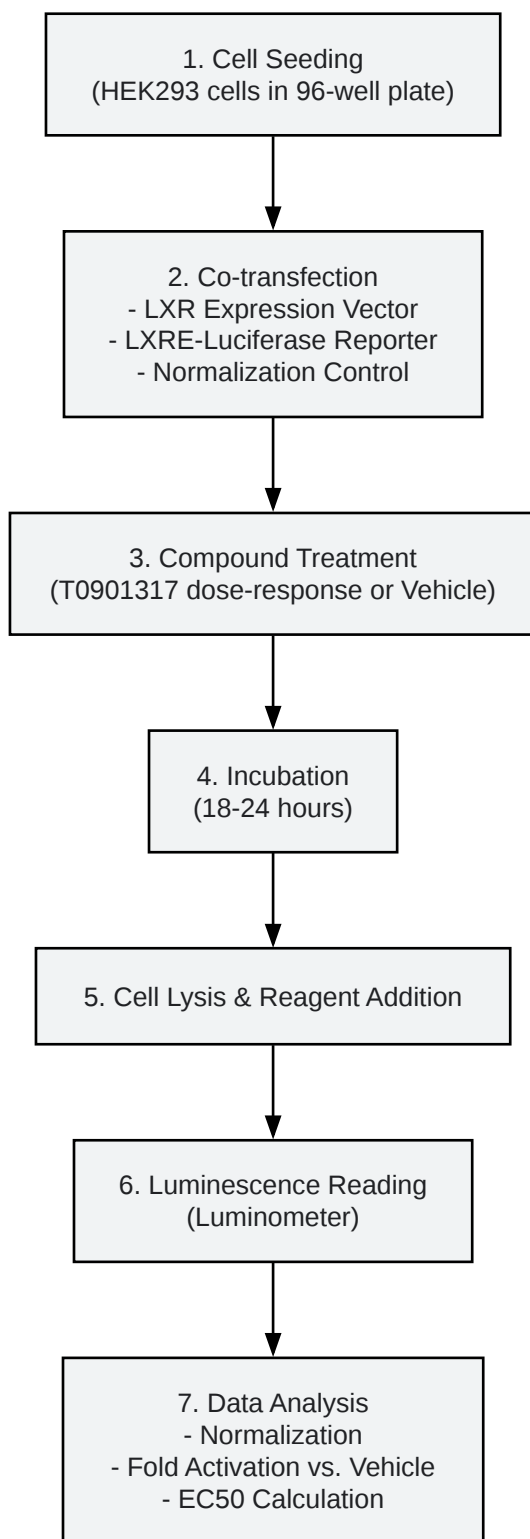 1. Cell Seeding
(HEK293 cells in 96-well plate)
2. Co-transfection
- LXR Expression Vector
- LXRE-Luciferase Reporter
- Normalization Control
3. Compound Treatment
(T0901317 dose-response or Vehicle)
4. Incubation
(18-24 hours)
5. Cell Lysis & Reagent Addition
6. Luminescence Reading
(Luminometer)
7. Data Analysis
- Normalization
- Fold Activation vs. Vehicle
- EC50 Calculation